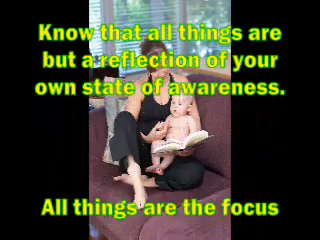 Know that all things are
but a reflection of your
own state of awareness.
All things are the focus